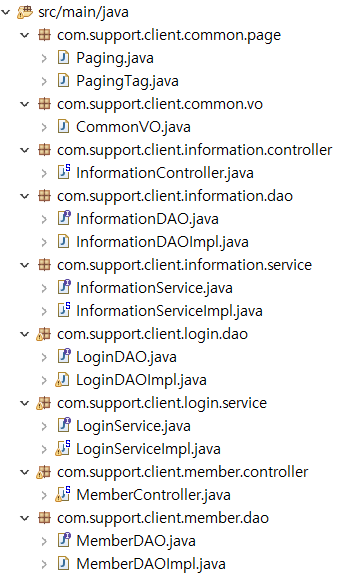 src/main/java
com.support.client.common.page
Paging.java
PagingTag.java
com.support.client.common.vo
CommonVO.java
com.support.client.information.controller
InformationController.java
com.support.client.information.dao
InformationDAO.java
InformationDAOImpl.java
com.support.client.information.service
InformationService.java
InformationServiceImpl.java
com.support.client.login.dao
LoginDAO.java
LoginDAOImpl.java
com.support.client.login.service
LoginService.java
LoginServiceImpl.java
com.support.client.member.controller
MemberController.java
com.support.client.member.dao
MemberDAO.java
MemberDAOImpl.java